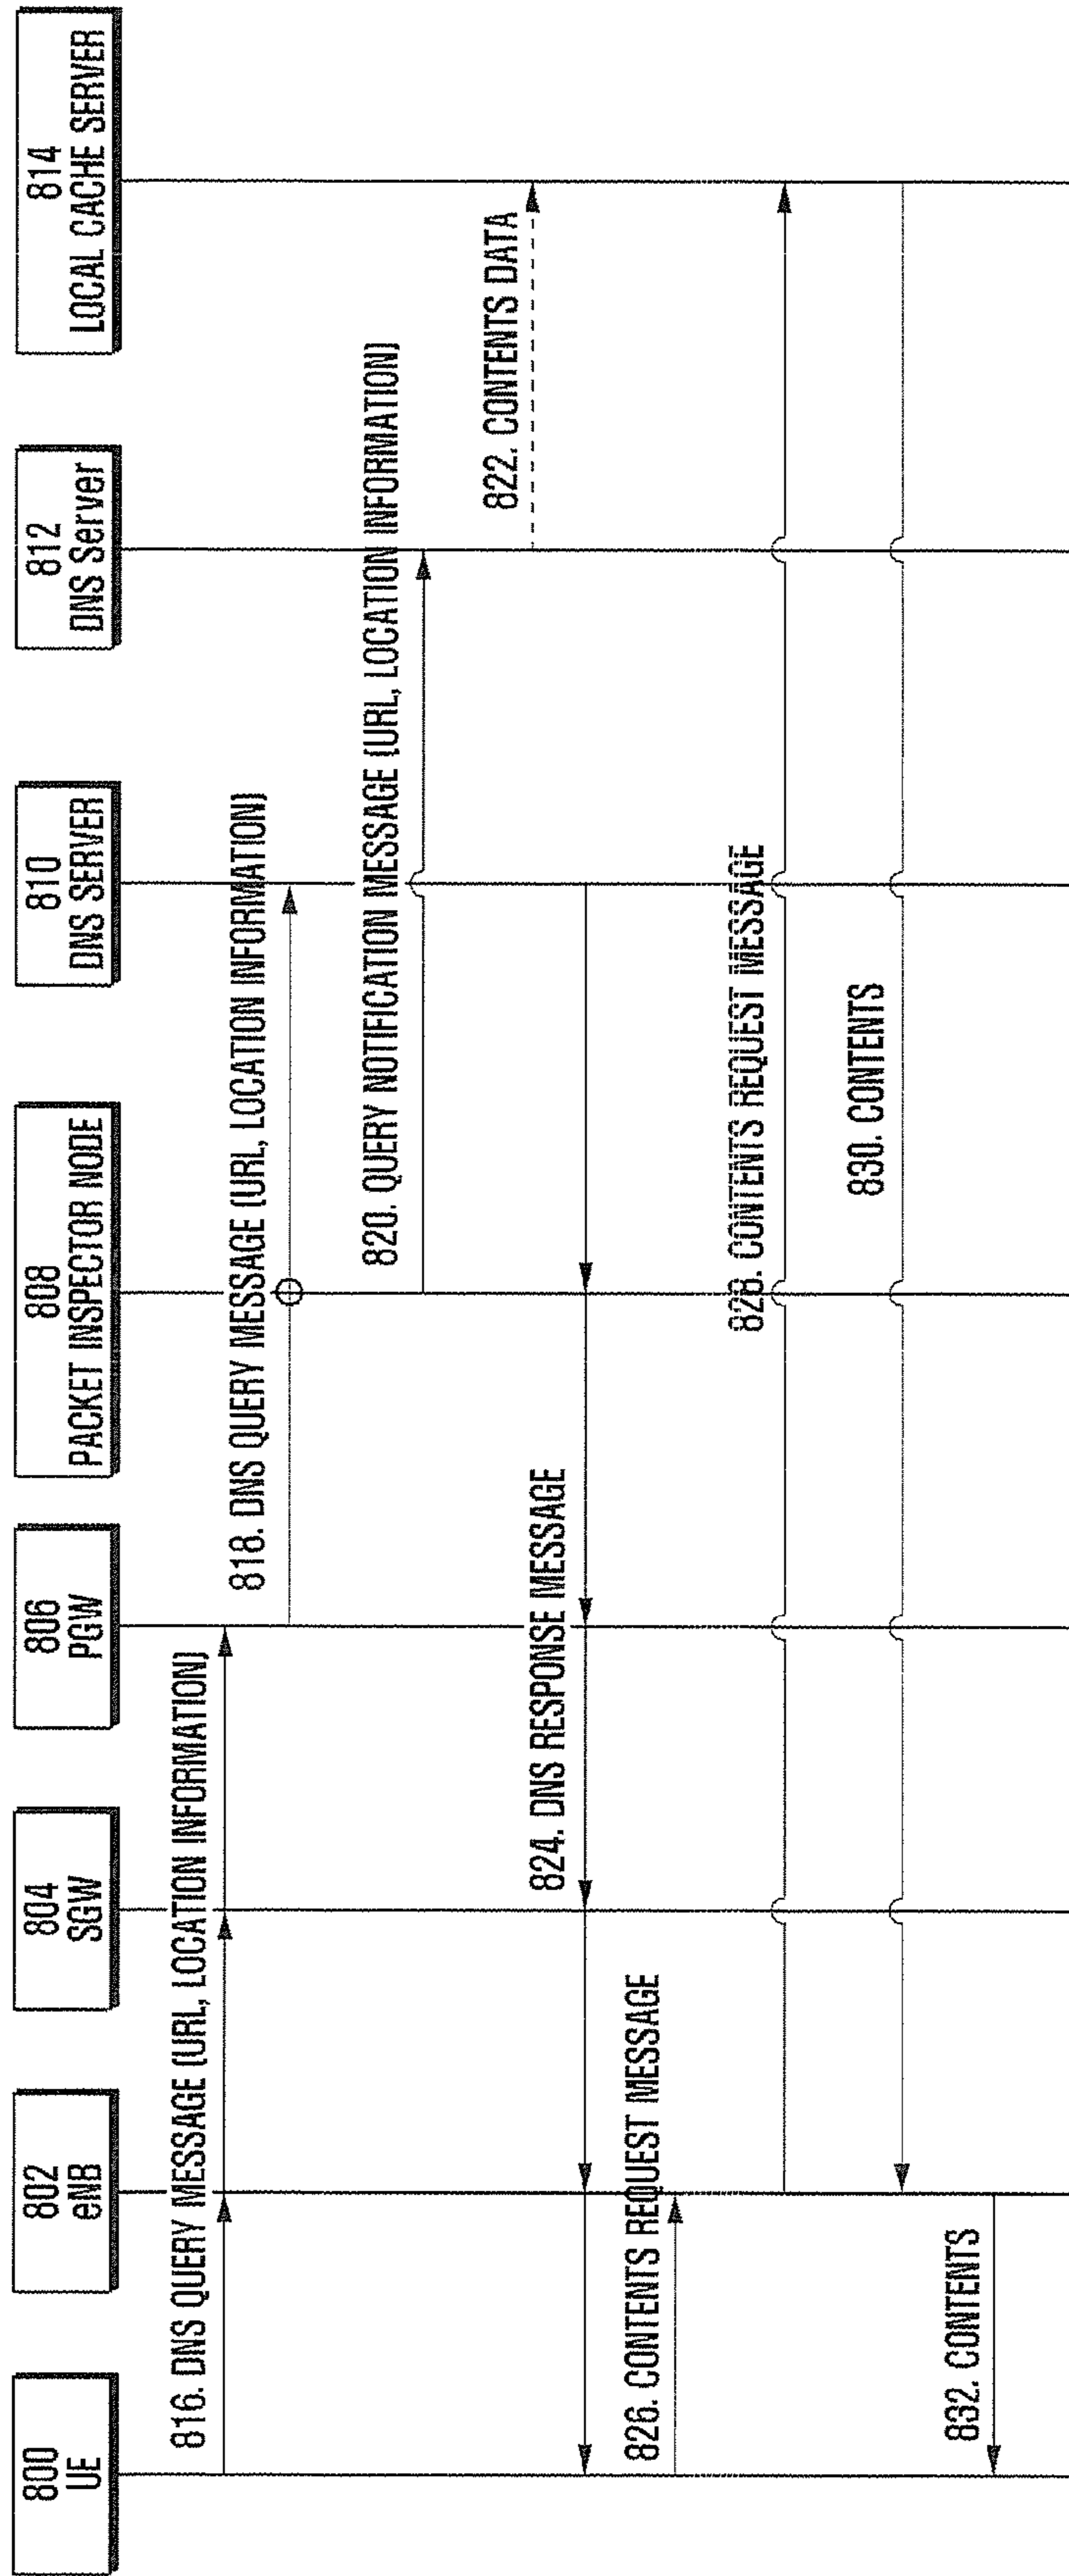 800
UE
802
eNB
804
SGW
806
PGW
808
PACKET INSPECTOR NODE
810
DNS SERVER
812
DNS Server
814
LOCAL CACHE SERVER
816. DNS QUERY MESSAGE (URL, LOCATION INFORMATION)
818. DNS QUERY MESSAGE (URL, LOCATION INFORMATION)
820. QUERY NOTIFICATION MESSAGE (URL, LOCATION INFORMATION)
822. CONTENTS DATA
824. DNS RESPONSE MESSAGE
826. CONTENTS REQUEST MESSAGE
828. CONTENTS REQUEST MESSAGE
830. CONTENTS
832. CONTENTS